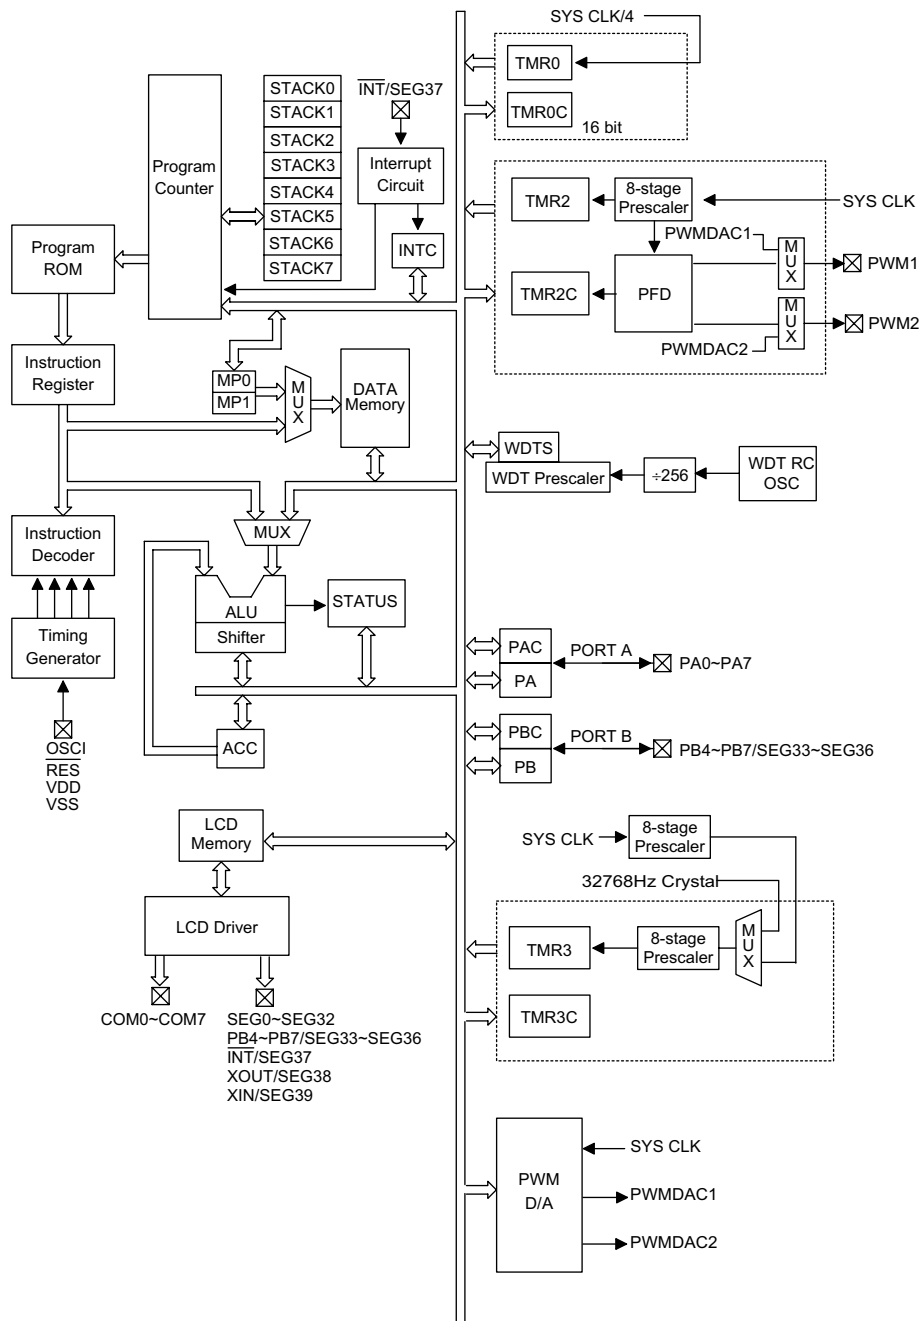 SYS CLK/4
TMR0
TMR0C
16 bit
STACK0
STACK1
STACK2
STACK3
STACK4
STACK5
STACK6
STACK7
INT/SEG37
Program
Counter
Interrupt
Circuit
INTC
Program
ROM
TMR2
8-stage
Prescaler
SYS CLK
PWMDAC1
MUX
PWM1
TMR2C
PFD
MUX
PWM2
PWMDAC2
Instruction
Register
MP0
MP1
MUX
DATA
Memory
WDTS
WDT Prescaler
÷256
WDT RC
OSC
MUX
Instruction
Decoder
ALU
Shifter
STATUS
Timing
Generator
OSCI
RES
VDD
VSS
ACC
PAC
PA
PORT A
PA0~PA7
PBC
PB
PORT B
PB4~PB7/SEG33~SEG36
LCD
Memory
LCD Driver
COM0~COM7
SEG0~SEG32
PB4~PB7/SEG33~SEG36
INT/SEG37
XOUT/SEG38
XIN/SEG39
SYS CLK
8-stage
Prescaler
32768Hz Crystal
TMR3
8-stage
Prescaler
MUX
TMR3C
PWM
D/A
SYS CLK
PWMDAC1
PWMDAC2